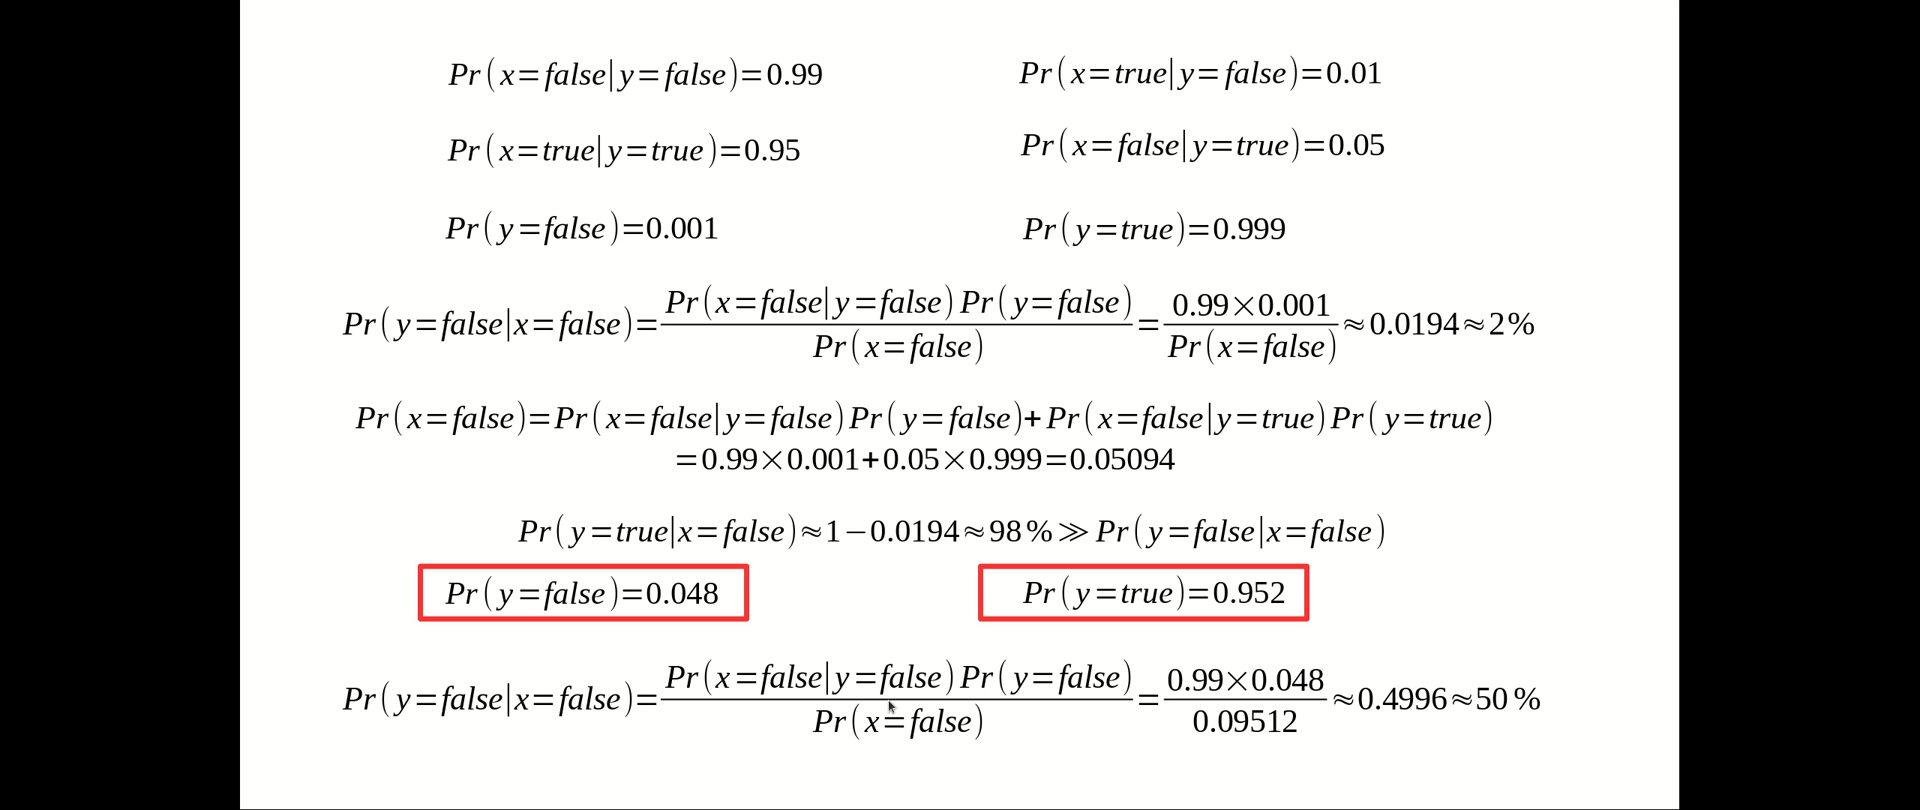 Pr(x=false|y=false)=0.99 Pr(x=true|y=false)=0.01
Pr(x=true|y=true)=0.95 Pr(x=false|y=true)=0.05
Pr(y=false)=0.001 Pr(y=true)=0.999
Pr(y=false|x=false)=Pr(x=false|y=false)Pr(y=false)/Pr(x=false)=0.99×0.001/Pr(x=false)≈0.0194≈2%
Pr(x=false)=Pr(x=false|y=false)Pr(y=false)+Pr(x=false|y=true)Pr(y=true)
=0.99×0.001+0.05×0.999=0.05094
Pr(y=true|x=false)≈1−0.0194≈98%≫Pr(y=false|x=false)
Pr(y=false)=0.048 Pr(y=true)=0.952
Pr(y=false|x=false)=Pr(x=false|y=false)Pr(y=false)/Pr(x=false)=0.99×0.048/0.09512≈0.4996≈50%